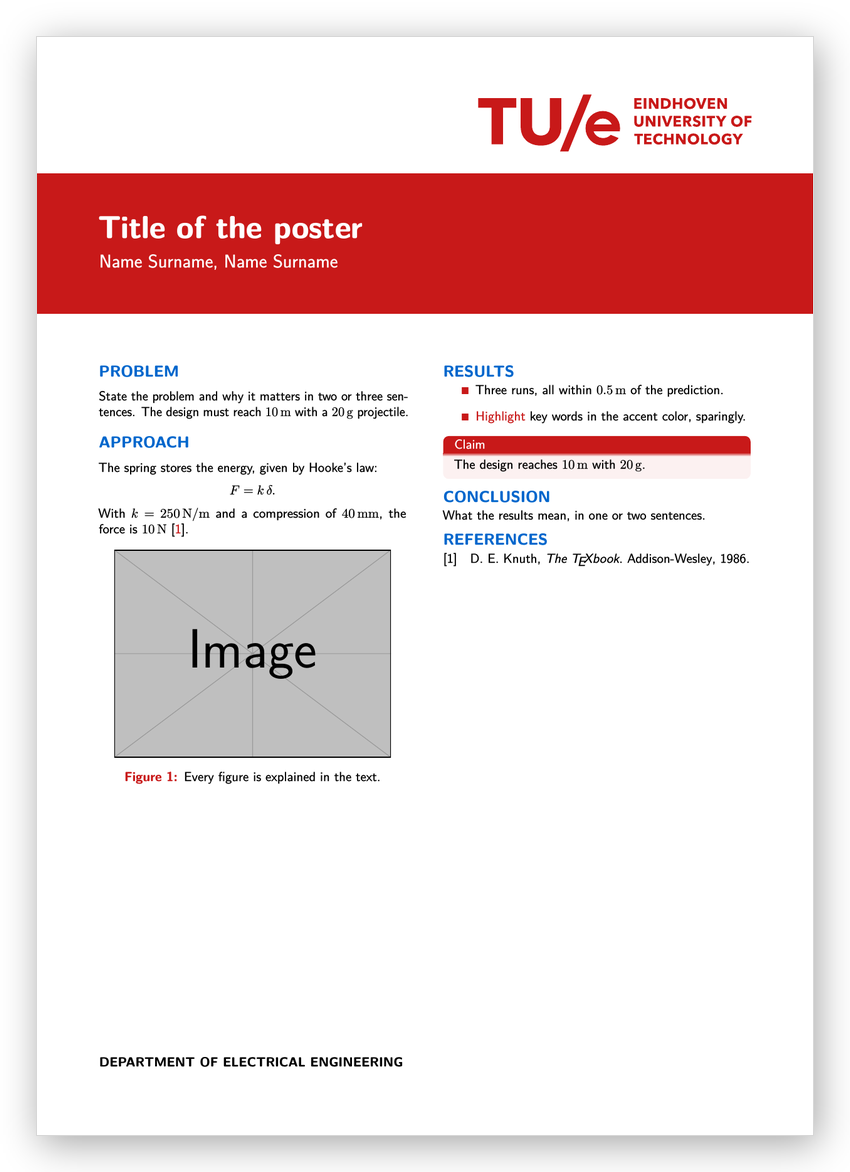 TU/e
EINDHOVEN
UNIVERSITY OF
TECHNOLOGY
Title of the poster
Name Surname, Name Surname
PROBLEM
State the problem and why it matters in two or three sen-
tences. The design must reach 10 m with a 20 g projectile.
APPROACH
The spring stores the energy, given by Hooke's law:
F = k δ.
With k = 250 N/m and a compression of 40 mm, the
force is 10 N [1].
Image
Figure 1: Every figure is explained in the text.
RESULTS
Three runs, all within 0.5 m of the prediction.
Highlight key words in the accent color, sparingly.
Claim
The design reaches 10 m with 20 g.
CONCLUSION
What the results mean, in one or two sentences.
REFERENCES
[1] D. E. Knuth, The TEXbook. Addison-Wesley, 1986.
DEPARTMENT OF ELECTRICAL ENGINEERING